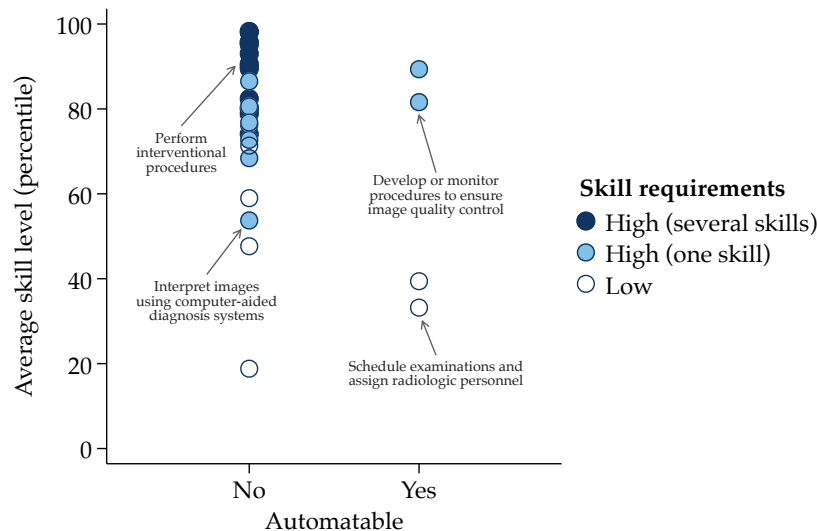 100
80
60
40
20
0
Average skill level (percentile)
Perform
interventional
procedures
Interpret images
using computer-aided
diagnosis systems
Develop or monitor
procedures to ensure
image quality control
Schedule examinations and
assign radiologic personnel
No
Yes
Automatable
Skill requirements
High (several skills)
High (one skill)
Low